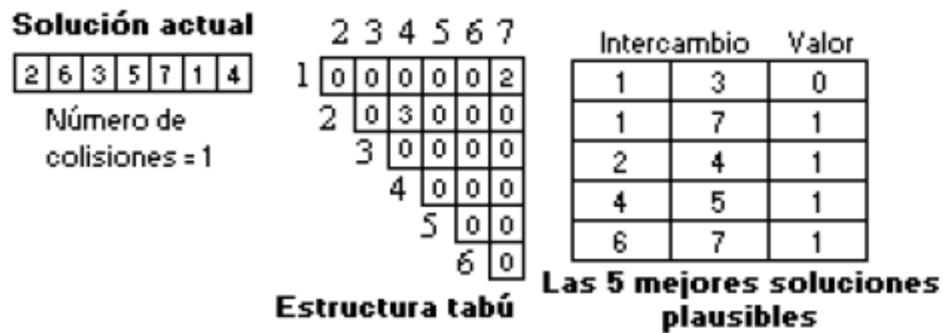 Solución actual
2 6 3 5 7 1 4
Número de
colisiones = 1
2 3 4 5 6 7
1 0 0 0 0 0 2
2 0 3 0 0 0
3 0 0 0 0
4 0 0 0
5 0 0
6 0
Estructura tabú
Intercambio Valor
1 3 0
1 7 1
2 4 1
4 5 1
6 7 1
Las 5 mejores soluciones
plausibles